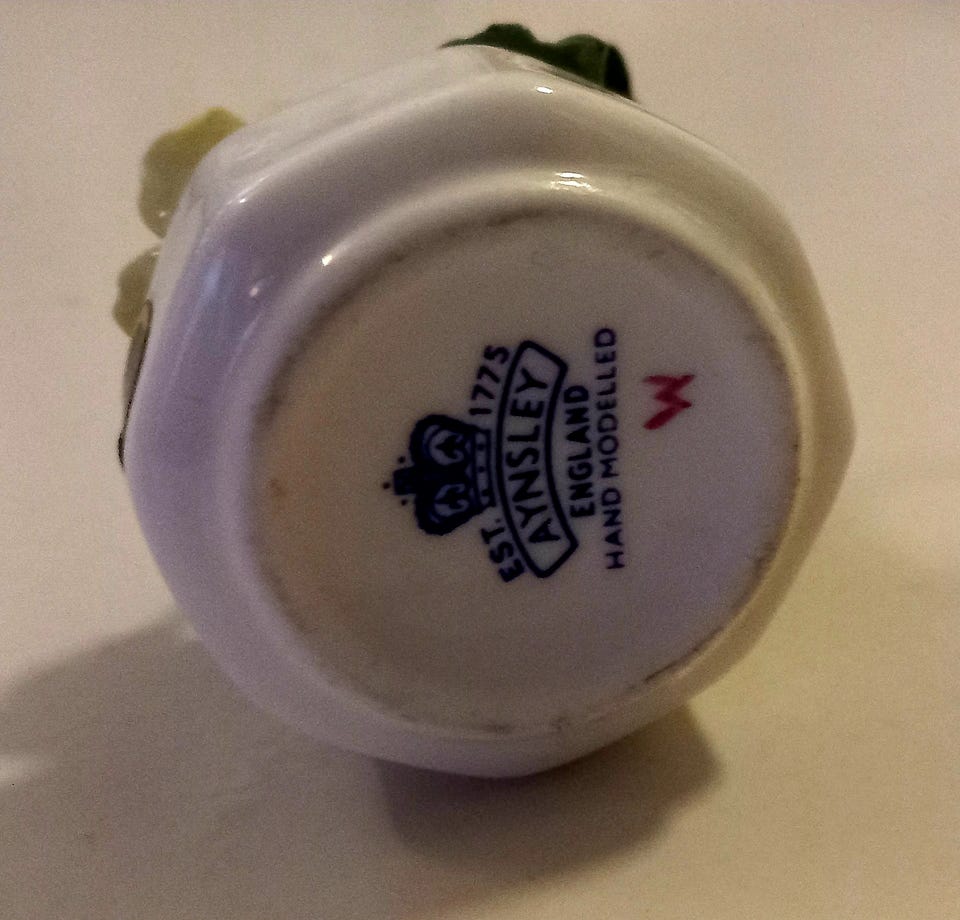 EST. 1775
AYNSLEY
ENGLAND
HAND MODELLED
W